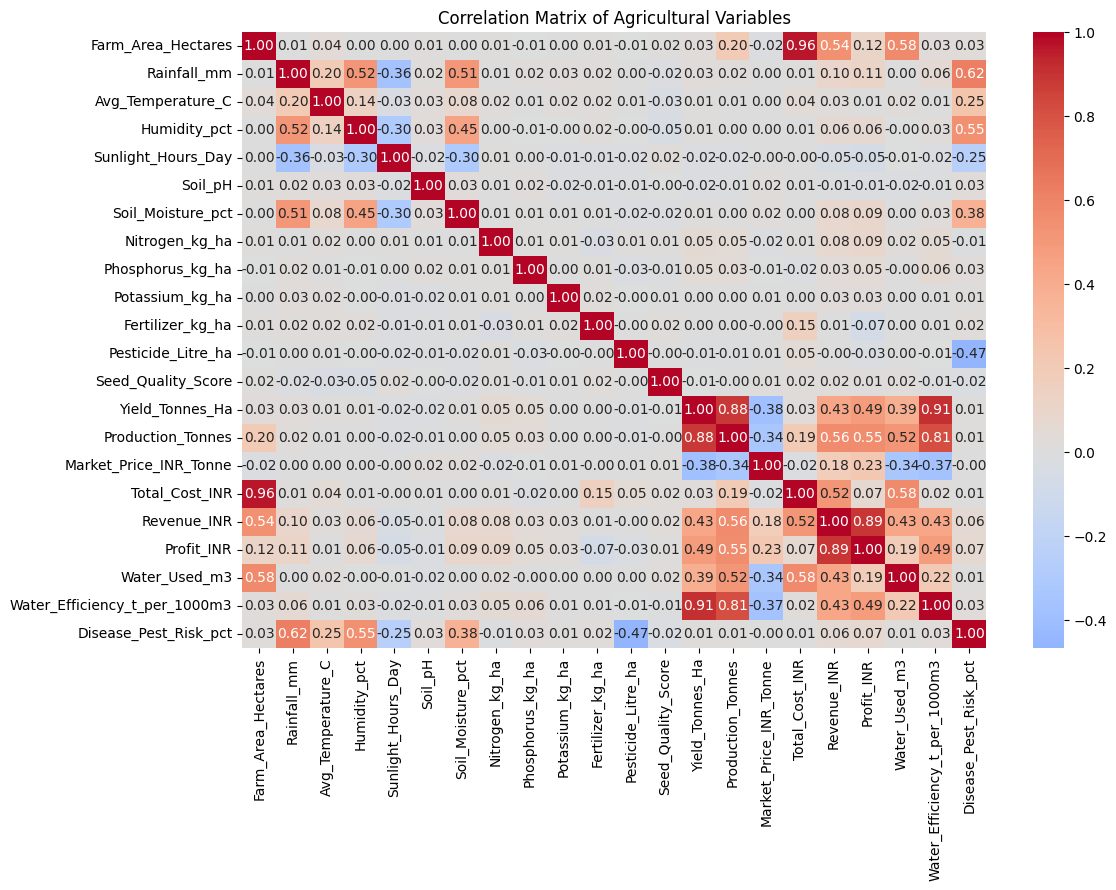 Correlation Matrix of Agricultural Variables
Farm_Area_Hectares 1.00 0.01 0.04 0.00 0.00 0.01 0.00 0.01 -0.01 0.00 0.01 -0.01 0.02 0.03 0.20 -0.02 0.96 0.54 0.12 0.58 0.03 0.03
Rainfall_mm 0.01 1.00 0.20 0.52 -0.36 0.02 0.51 0.01 0.02 0.03 0.02 0.00 -0.02 0.03 0.02 0.00 0.01 0.10 0.11 0.00 0.06 0.62
Avg_Temperature_C 0.04 0.20 1.00 0.14 -0.03 0.03 0.08 0.02 0.01 0.02 0.02 0.01 -0.03 0.01 0.01 0.00 0.04 0.03 0.01 0.02 0.01 0.25
Humidity_pct 0.00 0.52 0.14 1.00 -0.30 0.03 0.45 0.00 -0.01 -0.00 0.02 -0.00 -0.05 0.01 0.00 0.00 0.01 0.06 0.06 -0.00 0.03 0.55
Sunlight_Hours_Day 0.00 -0.36 -0.03 -0.30 1.00 -0.02 -0.30 0.01 0.00 -0.01 -0.01 -0.02 0.02 -0.02 -0.02 -0.00 -0.00 -0.05 -0.05 -0.01 -0.02 -0.25
Soil_pH 0.01 0.02 0.03 0.03 -0.02 1.00 0.03 0.01 0.02 -0.02 -0.01 -0.01 -0.00 -0.02 -0.01 0.02 0.01 -0.01 -0.01 -0.02 -0.01 0.03
Soil_Moisture_pct 0.00 0.51 0.08 0.45 -0.30 0.03 1.00 0.01 0.01 0.01 0.01 -0.02 -0.02 0.01 0.00 0.02 0.00 0.08 0.09 0.00 0.03 0.38
Nitrogen_kg_ha 0.01 0.01 0.02 0.00 0.01 0.01 0.01 1.00 0.01 0.01 -0.03 0.01 0.01 0.05 0.05 -0.02 0.01 0.08 0.09 0.02 0.05 -0.01
Phosphorus_kg_ha -0.01 0.02 0.01 -0.01 0.00 0.02 0.01 0.01 1.00 0.00 0.01 -0.03 -0.01 0.05 0.03 -0.01 -0.02 0.03 0.05 -0.00 0.06 0.03
Potassium_kg_ha 0.00 0.03 0.02 -0.00 -0.01 -0.02 0.01 0.01 0.00 1.00 0.02 -0.00 0.01 0.00 0.00 0.01 0.00 0.03 0.03 0.00 0.01 0.01
Fertilizer_kg_ha 0.01 0.02 0.02 0.02 -0.01 -0.01 0.01 -0.03 0.01 0.02 1.00 -0.00 0.02 0.00 0.00 -0.00 0.15 0.01 -0.07 0.00 0.01 0.02
Pesticide_Litre_ha -0.01 0.00 0.01 -0.00 -0.02 -0.01 -0.02 0.01 -0.03 -0.00 -0.00 1.00 -0.00 -0.01 -0.01 0.01 0.05 -0.00 -0.03 0.00 -0.01 -0.47
Seed_Quality_Score 0.02 -0.02 -0.03 -0.05 0.02 -0.00 -0.02 0.01 -0.01 0.01 0.02 -0.00 1.00 -0.01 -0.00 0.01 0.02 0.02 0.01 0.02 -0.01 -0.02
Yield_Tonnes_Ha 0.03 0.03 0.01 0.01 -0.02 -0.02 0.01 0.05 0.05 0.00 0.00 -0.01 -0.01 1.00 0.88 -0.38 0.03 0.43 0.49 0.39 0.91 0.01
Production_Tonnes 0.20 0.02 0.01 0.00 -0.02 -0.01 0.00 0.05 0.03 0.00 0.00 -0.01 -0.00 0.88 1.00 -0.34 0.19 0.56 0.55 0.52 0.81 0.01
Market_Price_INR_Tonne -0.02 0.00 0.00 0.00 -0.00 0.02 0.02 -0.02 -0.01 0.01 -0.00 0.01 0.01 -0.38 -0.34 1.00 -0.02 0.18 0.23 -0.34 -0.37 -0.00
Total_Cost_INR 0.96 0.01 0.04 0.01 -0.00 0.01 0.00 0.01 -0.02 0.00 0.15 0.05 0.02 0.03 0.19 -0.02 1.00 0.52 0.07 0.58 0.02 0.01
Revenue_INR 0.54 0.10 0.03 0.06 -0.05 -0.01 0.08 0.08 0.03 0.03 0.01 -0.00 0.02 0.43 0.56 0.18 0.52 1.00 0.89 0.43 0.43 0.06
Profit_INR 0.12 0.11 0.01 0.06 -0.05 -0.01 0.09 0.09 0.05 0.03 -0.07 -0.03 0.01 0.49 0.55 0.23 0.07 0.89 1.00 0.19 0.49 0.07
Water_Used_m3 0.58 0.00 0.02 -0.00 -0.01 -0.02 0.00 0.02 -0.00 0.00 0.00 0.00 0.02 0.39 0.52 -0.34 0.58 0.43 0.19 1.00 0.22 0.01
Water_Efficiency_t_per_1000m3 0.03 0.06 0.01 0.03 -0.02 -0.01 0.03 0.05 0.06 0.01 0.01 -0.01 -0.01 0.91 0.81 -0.37 0.02 0.43 0.49 0.22 1.00 0.03
Disease_Pest_Risk_pct 0.03 0.62 0.25 0.55 -0.25 0.03 0.38 -0.01 0.03 0.01 0.02 -0.47 -0.02 0.01 0.01 -0.00 0.01 0.06 0.07 0.01 0.03 1.00
Farm_Area_Hectares
Rainfall_mm
Avg_Temperature_C
Humidity_pct
Sunlight_Hours_Day
Soil_pH
Soil_Moisture_pct
Nitrogen_kg_ha
Phosphorus_kg_ha
Potassium_kg_ha
Fertilizer_kg_ha
Pesticide_Litre_ha
Seed_Quality_Score
Yield_Tonnes_Ha
Production_Tonnes
Market_Price_INR_Tonne
Total_Cost_INR
Revenue_INR
Profit_INR
Water_Used_m3
Water_Efficiency_t_per_1000m3
Disease_Pest_Risk_pct
1.0
0.8
0.6
0.4
0.2
0.0
−0.2
−0.4